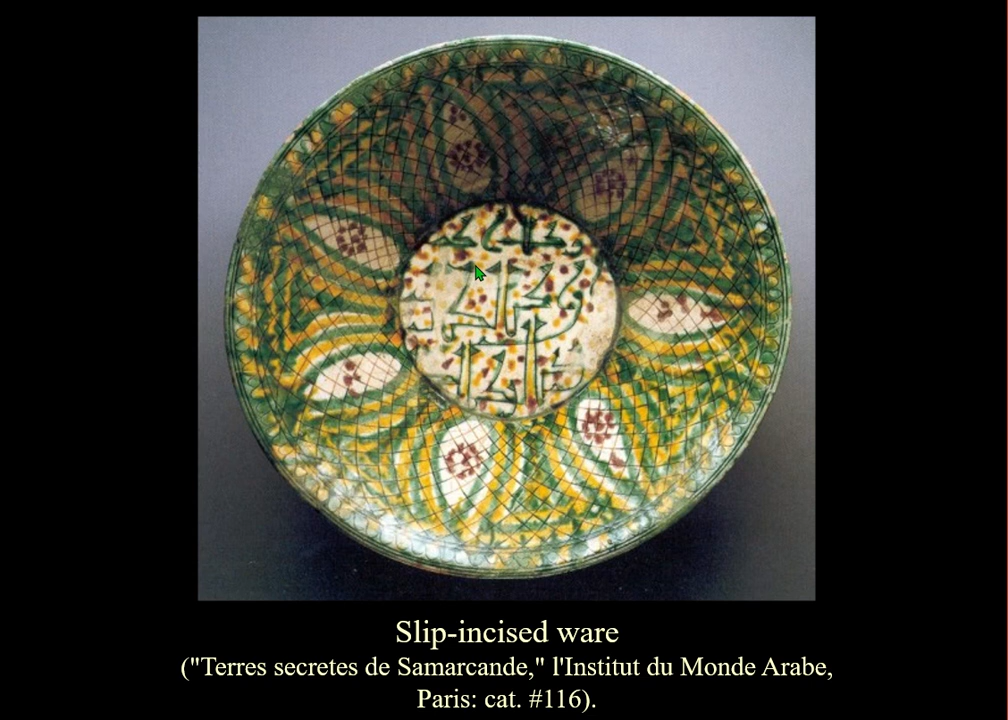 Slip-incised ware
("Terres secretes de Samarcande," l'Institut du Monde Arabe,
Paris: cat. #116).